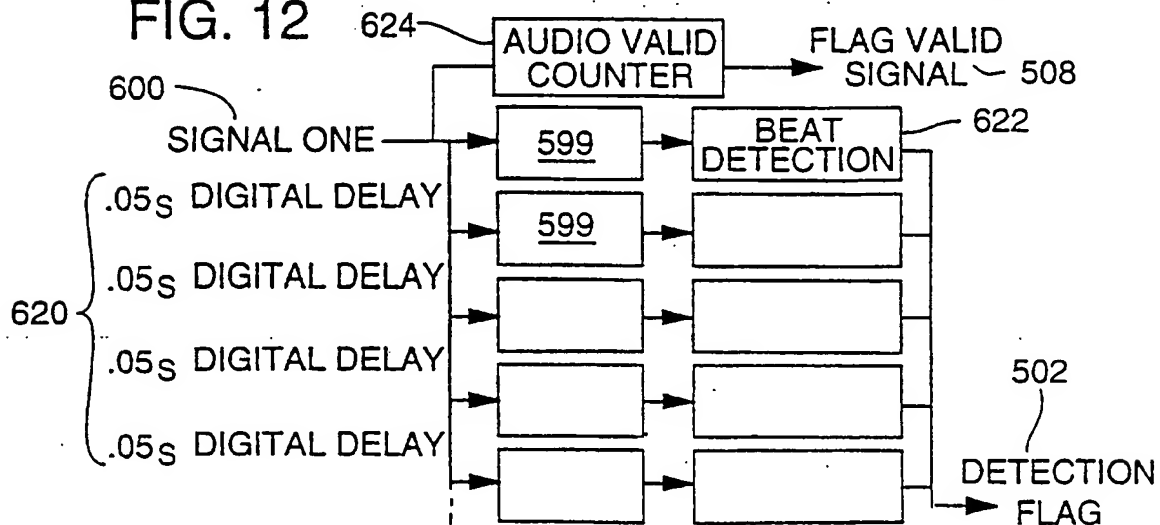 FIG. 12
624
AUDIO VALID
COUNTER
FLAG VALID
SIGNAL
508
600
SIGNAL ONE
599
BEAT
DETECTION
622
.05s DIGITAL DELAY
599
.05s DIGITAL DELAY
620
.05s DIGITAL DELAY
.05s DIGITAL DELAY
502
DETECTION
FLAG